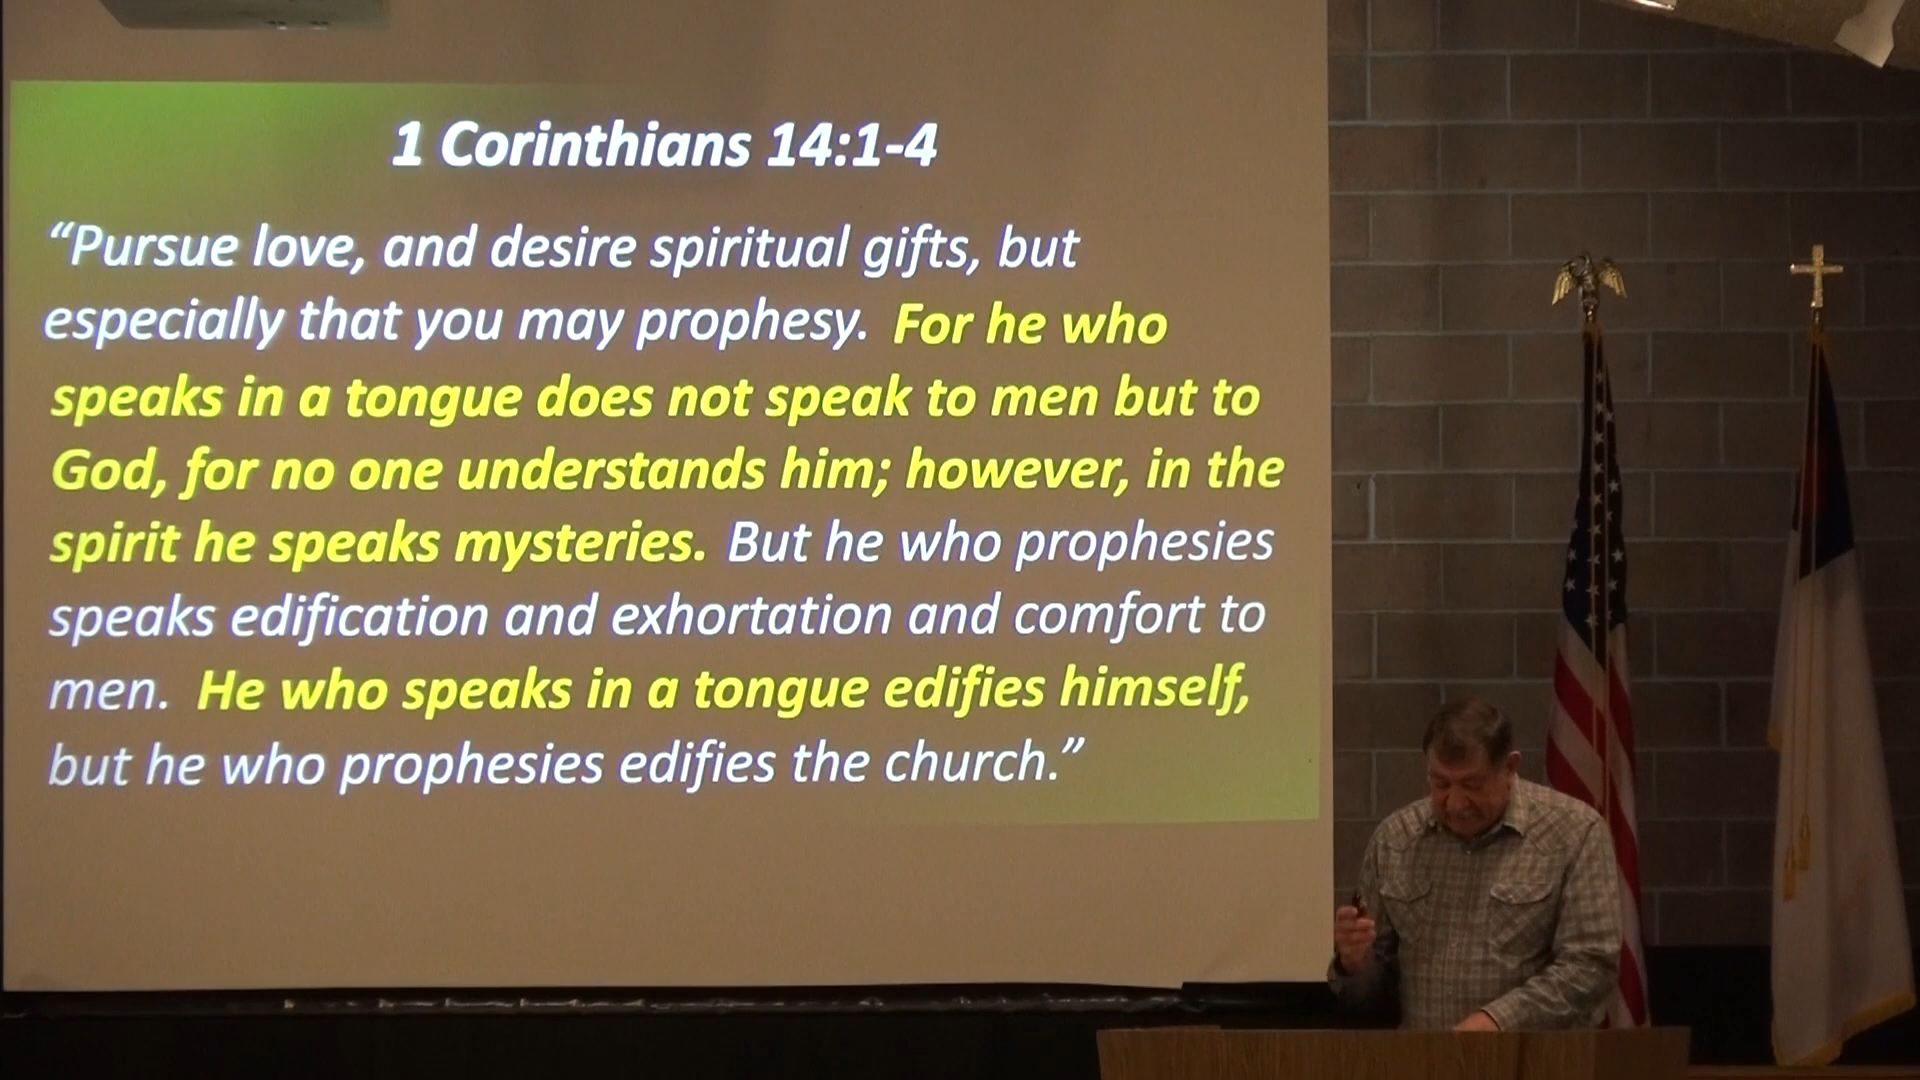 1 Corinthians 14:1-4
“Pursue love, and desire spiritual gifts, but
especially that you may prophesy. For he who
speaks in a tongue does not speak to men but to
God, for no one understands him; however, in the
spirit he speaks mysteries. But he who prophesies
speaks edification and exhortation and comfort to
men. He who speaks in a tongue edifies himself,
but he who prophesies edifies the church.”